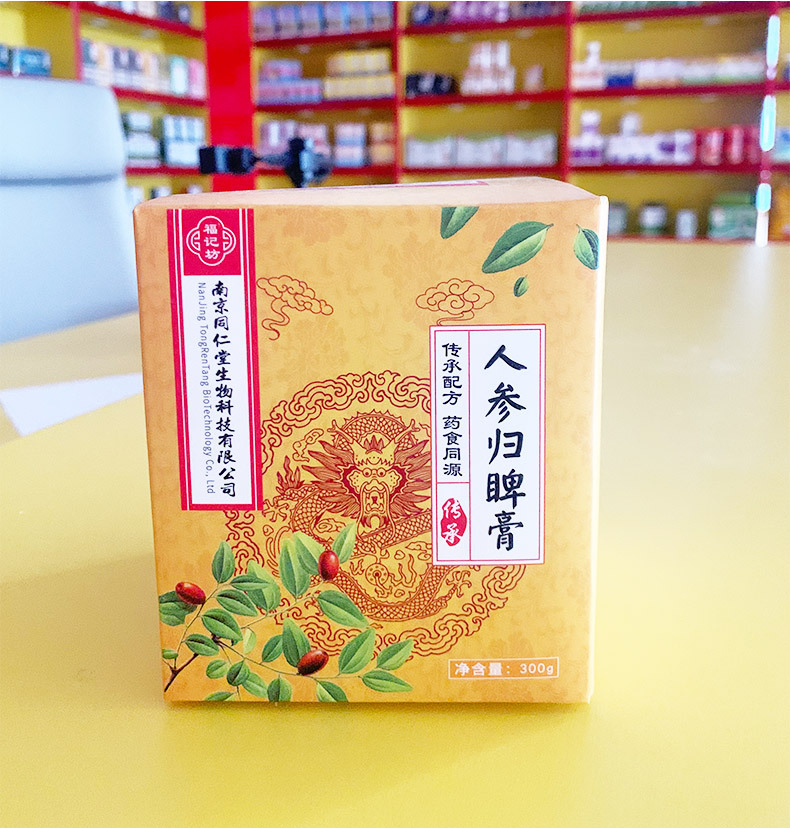 福记坊
南京同仁堂生物科技有限公司
NanJing TongRenTang BioTechnology Co., Ltd
人参归睥膏
传承配方 药食同源
传承
净含量：300g